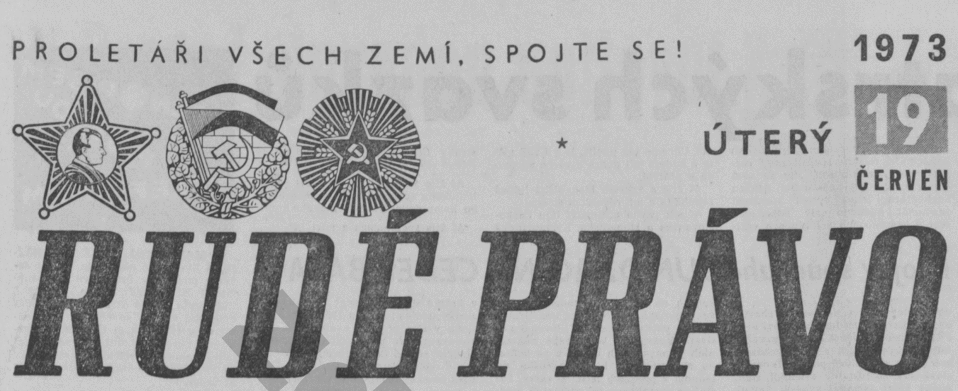 PROLETÁŘI VŠECH ZEMÍ, SPOJTE SE!
1973
ÚTERÝ
19
ČERVEN
RUDÉ PRÁVO